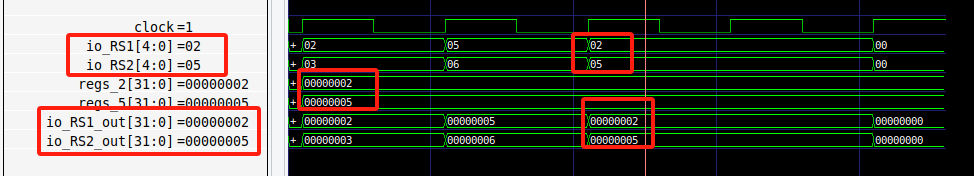 clock=1
io_RS1[4:0]=02 + 02 05 02 00
io_RS2[4:0]=05 + 03 06 05 00
regs_2[31:0]=00000002 + 00000002
regs_5[31:0]=00000005 + 00000005
io_RS1_out[31:0]=00000002 + 00000002 00000005 00000002 00000000
io_RS2_out[31:0]=00000005 + 00000003 00000006 00000005 00000000